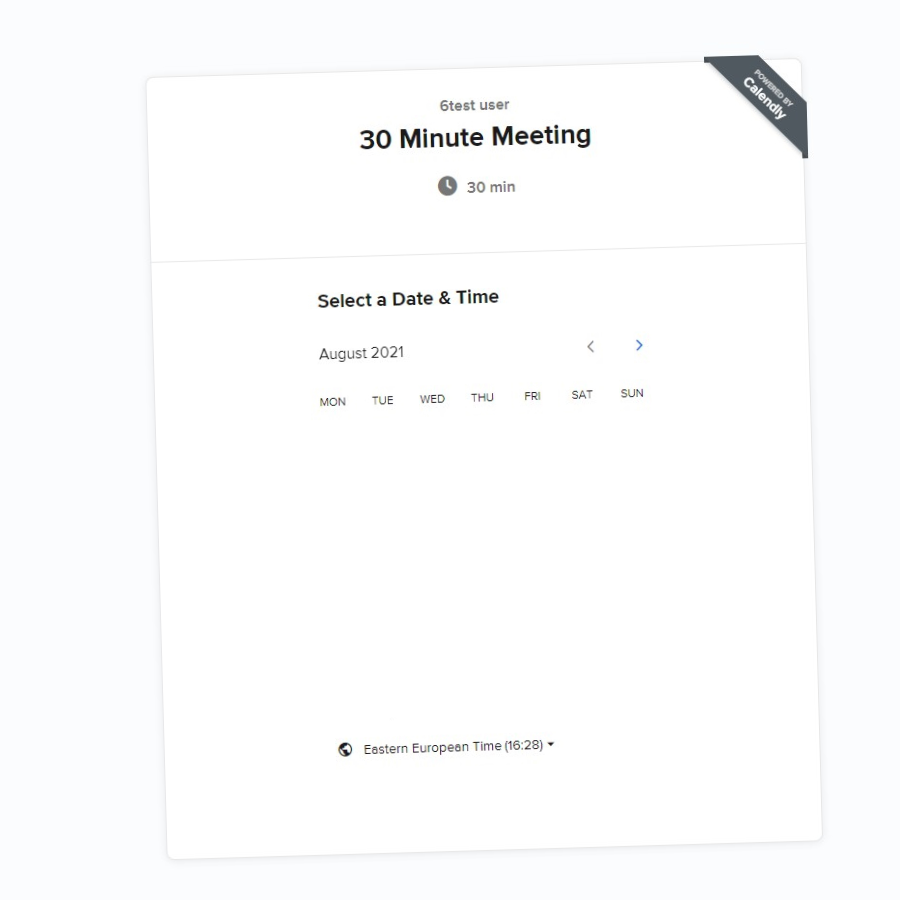 POWERED BY
Calendly
6test user
30 Minute Meeting
30 min
Select a Date & Time
August 2021
MON TUE WED THU FRI SAT SUN
Eastern European Time (16:28)